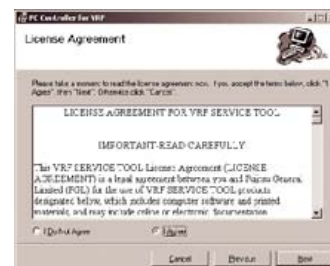 PC Controller for VRF
License Agreement
Please take a moment to read the license agreement now. If you accept the terms below, click "I
Agree", then "Next". Otherwise click "Cancel".
LICENSE AGREEMENT FOR VRF SERVICE TOOL
IMPORTANT-READ CAREFULLY
This VRF SERVICE TOOL License Agreement (LICENSE
AGREEMENT) is a legal agreement between you and Fujitsu General
Limited (FGL) for the use of VRF SERVICE TOOL products
designated below, which includes computer software and printed
materials, and may include online or electronic documentation
I Do Not Agree
I Agree
Cancel
Previous
Next